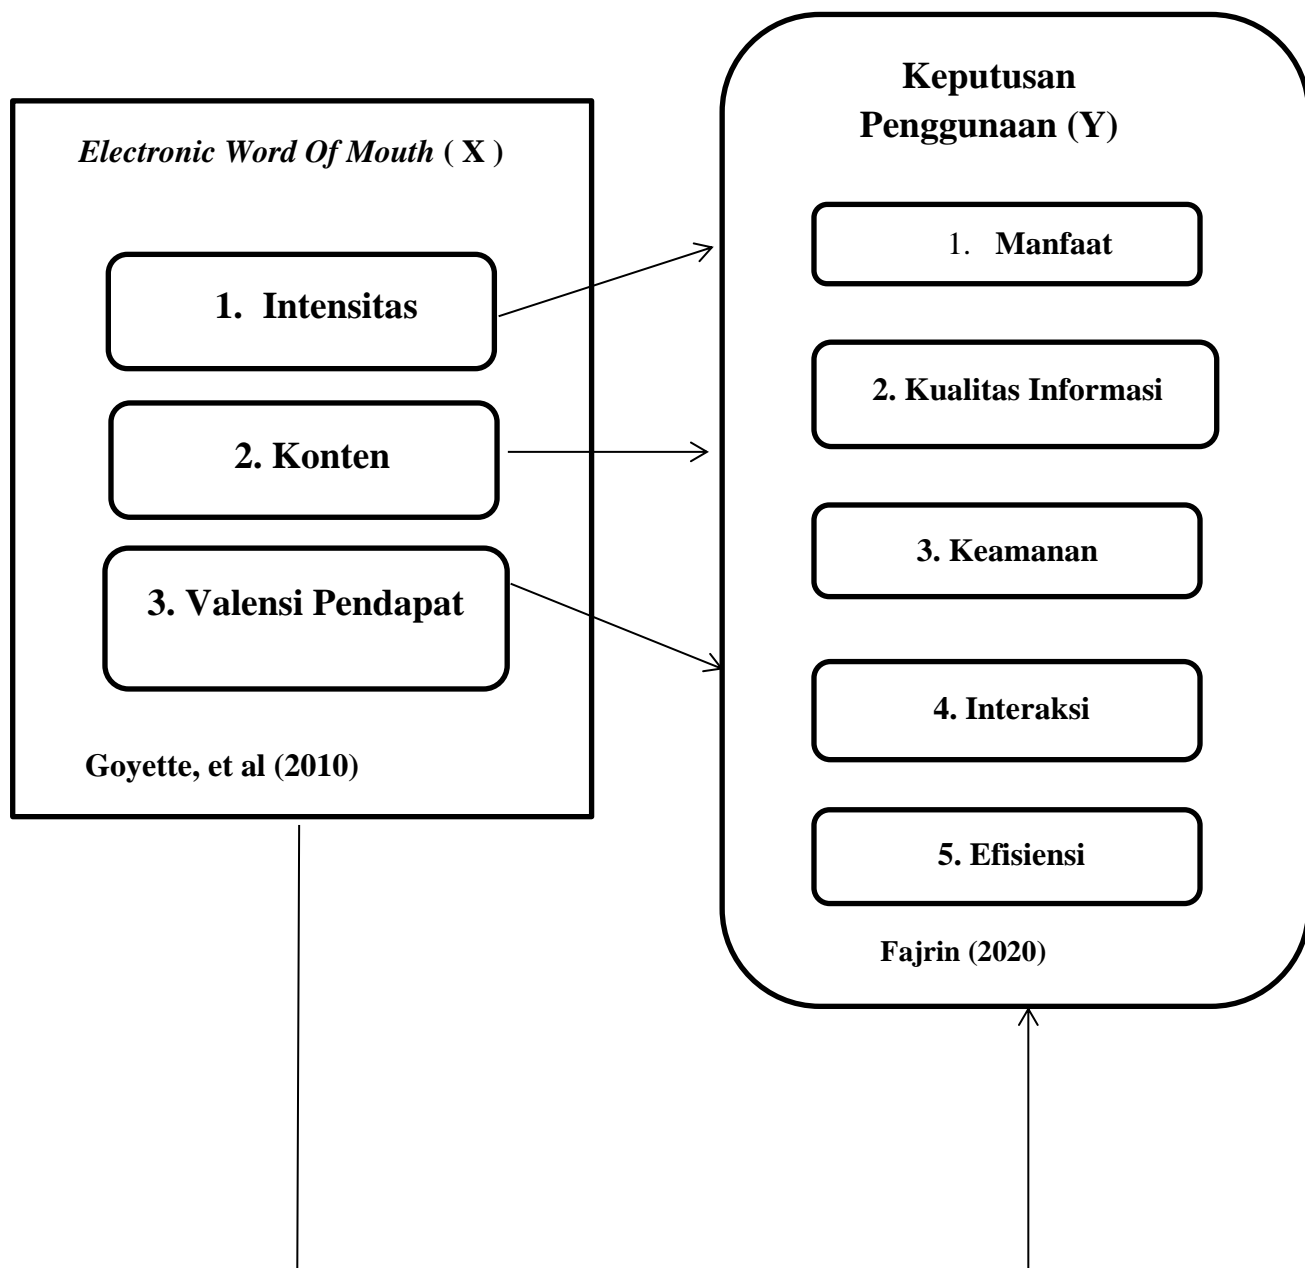 Electronic Word Of Mouth ( X )
1. Intensitas
2. Konten
3. Valensi Pendapat
Goyette, et al (2010)
Keputusan
Penggunaan (Y)
1. Manfaat
2. Kualitas Informasi
3. Keamanan
4. Interaksi
5. Efisiensi
Fajrin (2020)